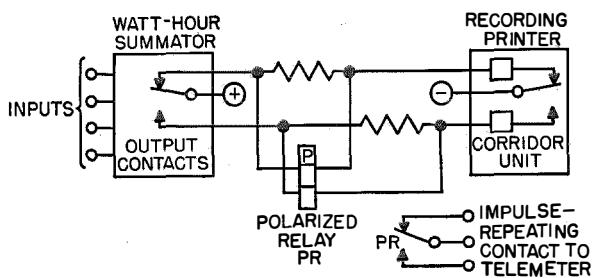 WATT-HOUR
SUMMATOR
RECORDING
PRINTER
INPUTS
+
−
OUTPUT
CONTACTS
P
CORRIDOR
UNIT
POLARIZED
RELAY
PR
PR
IMPULSE-
REPEATING
CONTACT TO
TELEMETER